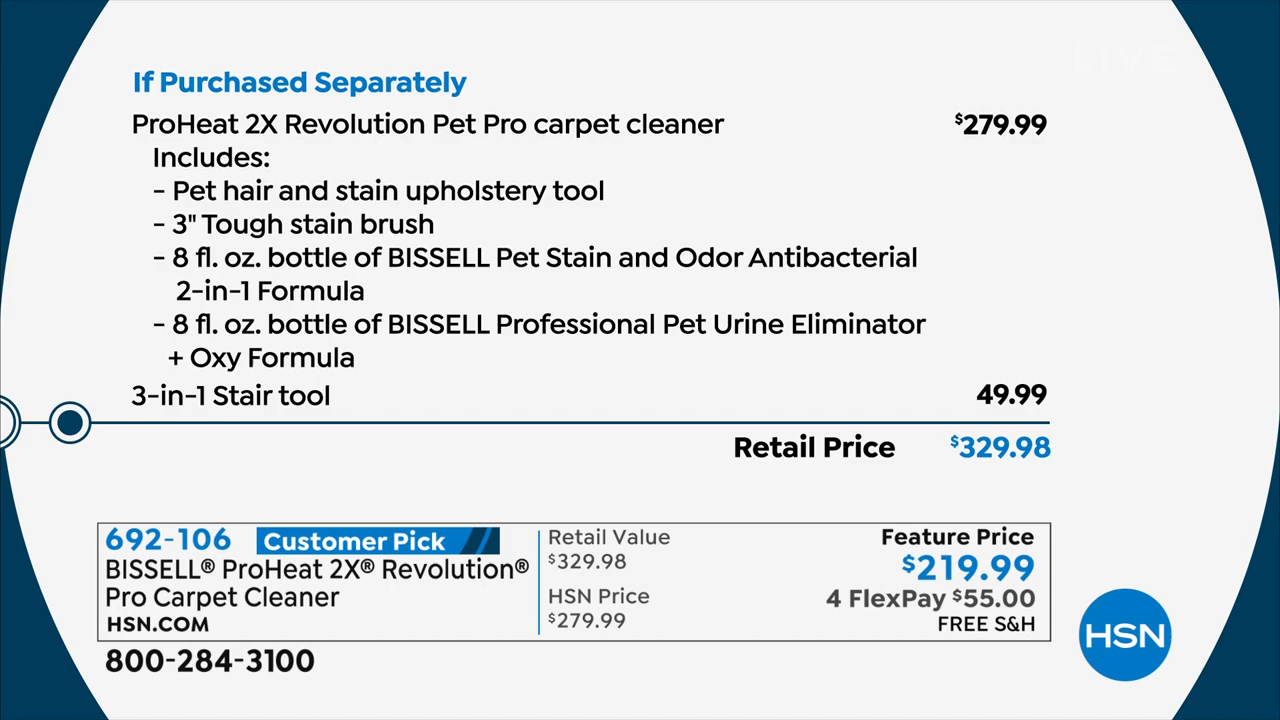 LIVE
If Purchased Separately
ProHeat 2X Revolution Pet Pro carpet cleaner $279.99
Includes:
- Pet hair and stain upholstery tool
- 3" Tough stain brush
- 8 fl. oz. bottle of BISSELL Pet Stain and Odor Antibacterial
2-in-1 Formula
- 8 fl. oz. bottle of BISSELL Professional Pet Urine Eliminator
+ Oxy Formula
3-in-1 Stair tool 49.99
Retail Price $329.98
692-106 Customer Pick
BISSELL® ProHeat 2X® Revolution®
Pro Carpet Cleaner
HSN.COM
Retail Value
$329.98
HSN Price
$279.99
Feature Price
$219.99
4 FlexPay $55.00
FREE S&H
HSN
800-284-3100